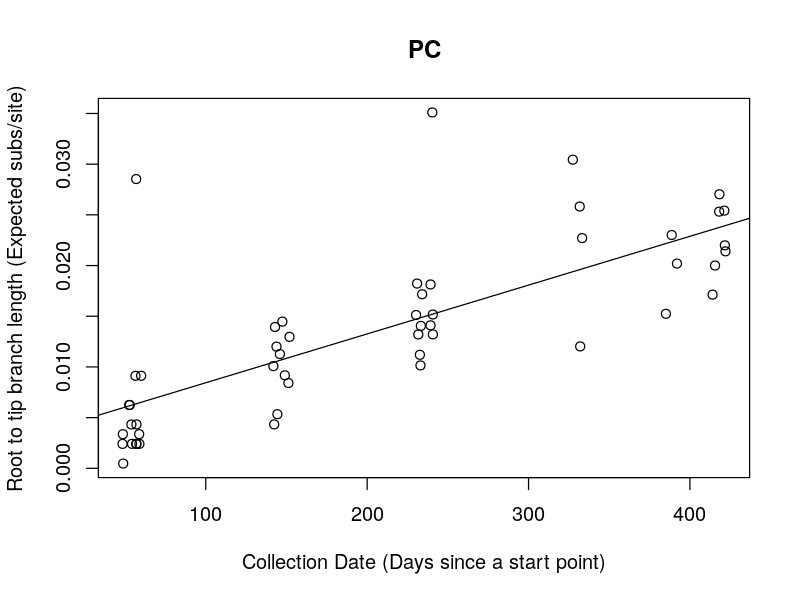 PC
Root to tip branch length (Expected subs/site)
0.030
0.020
0.010
0.000
100 200 300 400
Collection Date (Days since a start point)